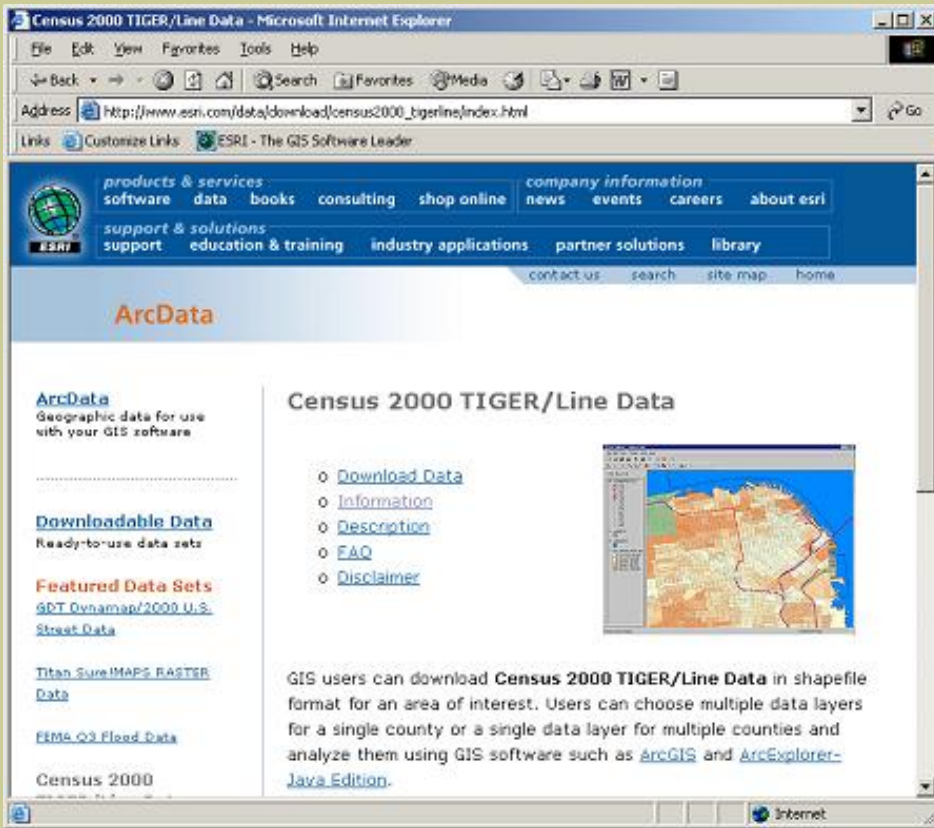 Census 2000 TIGER/Line Data - Microsoft Internet Explorer
File Edit View Favorites Tools Help
Back Search Favorites Media
Address http://www.esri.com/data/download/census2000_tigerline/index.html Go
Links Customize Links ESRI - The GIS Software Leader
products & services company information
software data books consulting shop online news events careers about esri
support & solutions
support education & training industry applications partner solutions library
ESRI
contact us search site map home
ArcData
ArcData
Geographic data for use
with your GIS software
Downloadable Data
Ready-to-use data sets
Featured Data Sets
GDT Dynamap/2000 U.S.
Street Data
Titan Sure!MAPS RASTER
Data
FEMA Q3 Flood Data
Census 2000
Census 2000 TIGER/Line Data
o Download Data
o Information
o Description
o FAQ
o Disclaimer
GIS users can download Census 2000 TIGER/Line Data in shapefile
format for an area of interest. Users can choose multiple data layers
for a single county or a single data layer for multiple counties and
analyze them using GIS software such as ArcGIS and ArcExplorer-
Java Edition.
Internet